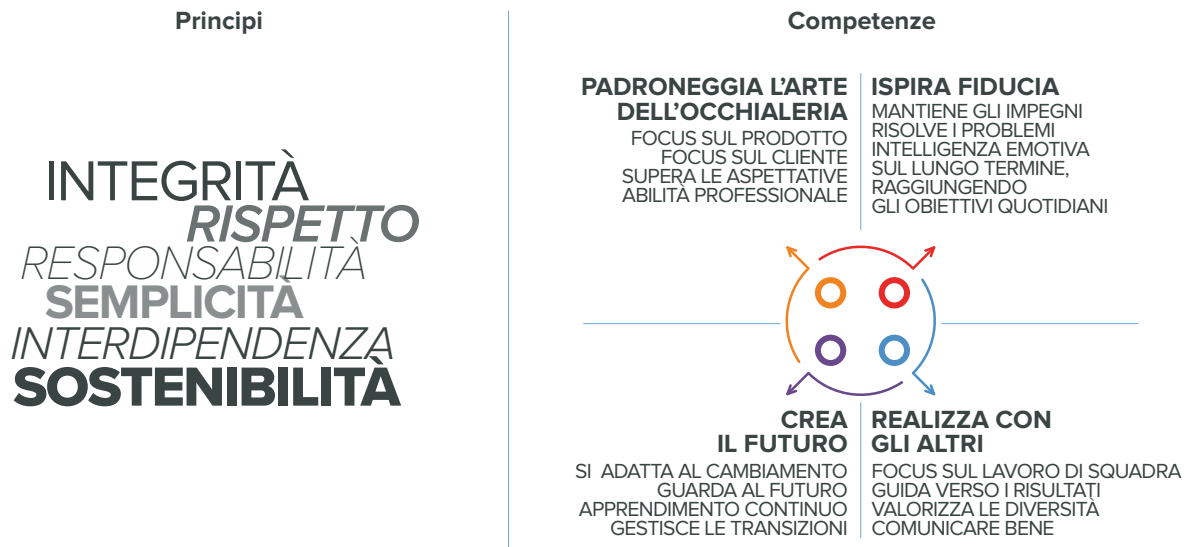 Principi
INTEGRITÀ
RISPETTO
RESPONSABILITÀ
SEMPLICITÀ
INTERDIPENDENZA
SOSTENIBILITÀ
Competenze
PADRONEGGIA L'ARTE
DELL'OCCHIALERIA
FOCUS SUL PRODOTTO
FOCUS SUL CLIENTE
SUPERA LE ASPETTATIVE
ABILITÀ PROFESSIONALE
ISPIRA FIDUCIA
MANTIENE GLI IMPEGNI
RISOLVE I PROBLEMI
INTELLIGENZA EMOTIVA
SUL LUNGO TERMINE,
RAGGIUNGENDO
GLI OBIETTIVI QUOTIDIANI
CREA
IL FUTURO
SI ADATTA AL CAMBIAMENTO
GUARDA AL FUTURO
APPRENDIMENTO CONTINUO
GESTISCE LE TRANSIZIONI
REALIZZA CON
GLI ALTRI
FOCUS SUL LAVORO DI SQUADRA
GUIDA VERSO I RISULTATI
VALORIZZA LE DIVERSITÀ
COMUNICARE BENE